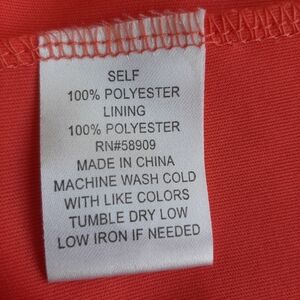 SELF
100% POLYESTER
LINING
100% POLYESTER
RN#58909
MADE IN CHINA
MACHINE WASH COLD
WITH LIKE COLORS
TUMBLE DRY LOW
LOW IRON IF NEEDED